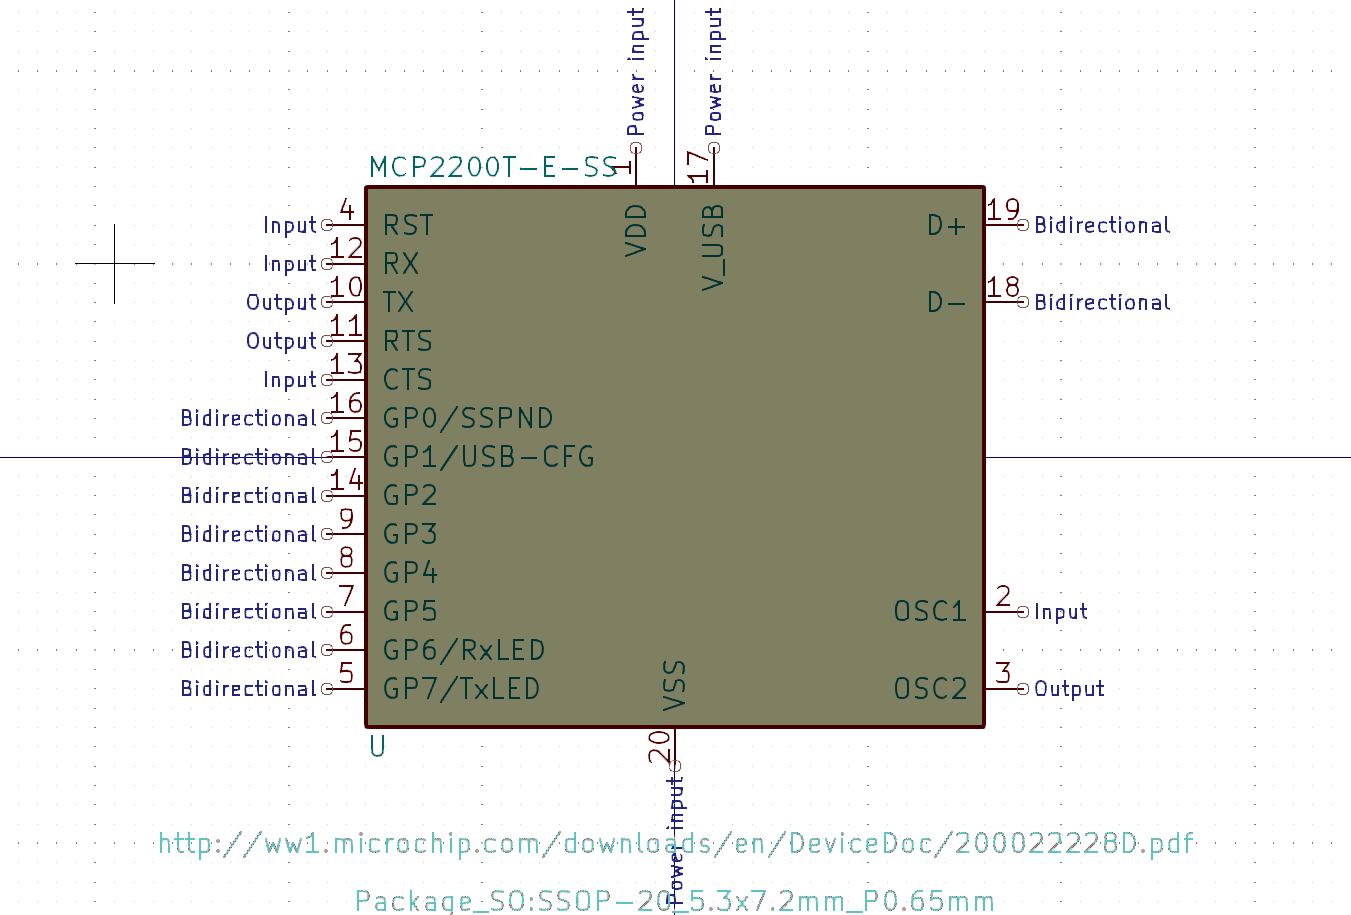 Power input
Power input
1
17
MCP2200T-E-SS
VDD
V_USB
Input 4 RST
Input 12 RX
Output 10 TX
Output 11 RTS
Input 13 CTS
Bidirectional 16 GP0/SSPND
Bidirectional 15 GP1/USB-CFG
Bidirectional 14 GP2
Bidirectional 9 GP3
Bidirectional 8 GP4
Bidirectional 7 GP5
Bidirectional 6 GP6/RxLED
Bidirectional 5 GP7/TxLED
D+ 19 Bidirectional
D- 18 Bidirectional
OSC1 2 Input
OSC2 3 Output
VSS
20
Power input
U
http://ww1.microchip.com/downloads/en/DeviceDoc/200022228D.pdf
Package_SO:SSOP-20_5.3x7.2mm_P0.65mm